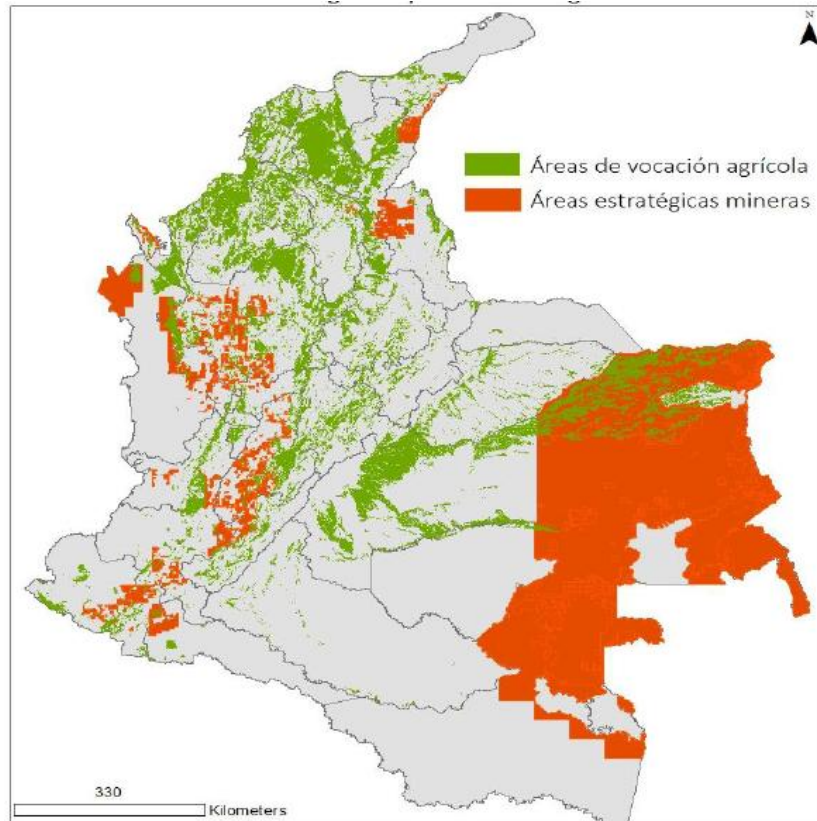 N
Áreas de vocación agrícola
Áreas estratégicas mineras
330
Kilometers